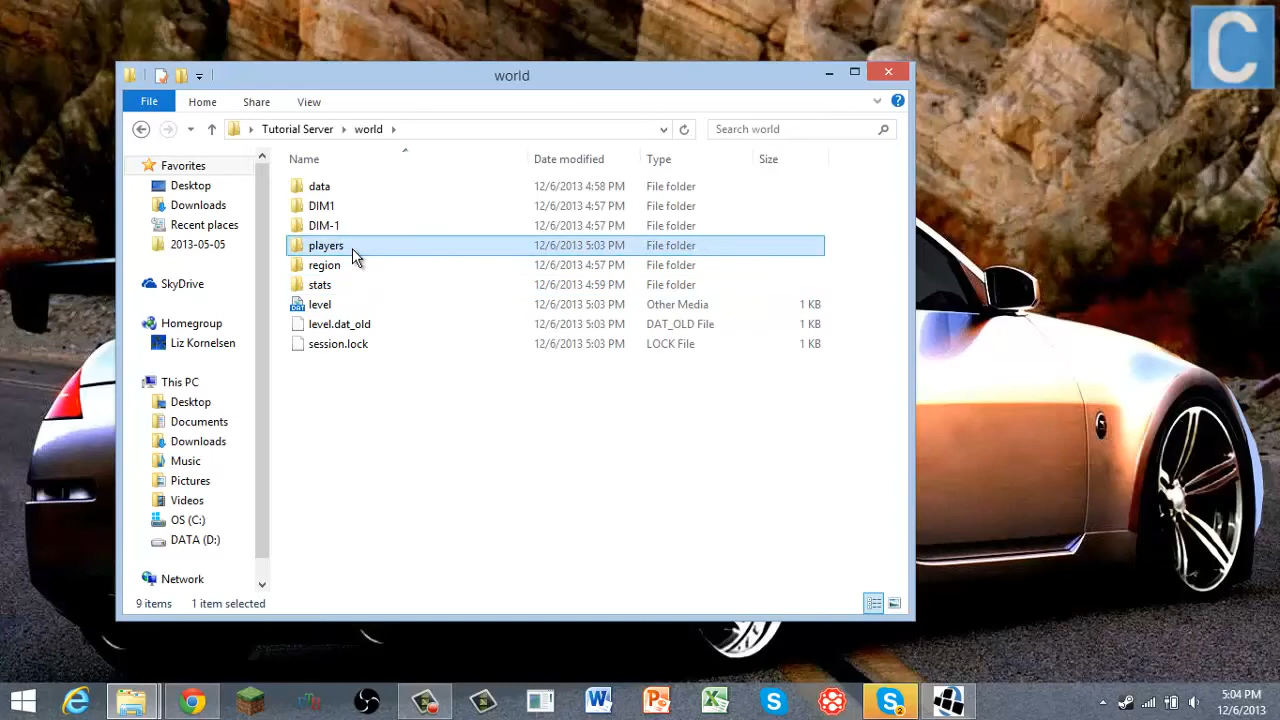 C
world
File Home Share View
Tutorial Server world
Search world
Name Date modified Type Size
Favorites
Desktop
Downloads
Recent places
2013-05-05
SkyDrive
Homegroup
Liz Kornelsen
This PC
Desktop
Documents
Downloads
Music
Pictures
Videos
OS (C:)
DATA (D:)
Network
data 12/6/2013 4:58 PM File folder
DIM1 12/6/2013 4:57 PM File folder
DIM-1 12/6/2013 4:57 PM File folder
players 12/6/2013 5:03 PM File folder
region 12/6/2013 4:57 PM File folder
stats 12/6/2013 4:59 PM File folder
level 12/6/2013 5:03 PM Other Media 1 KB
level.dat_old 12/6/2013 5:03 PM DAT_OLD File 1 KB
session.lock 12/6/2013 5:03 PM LOCK File 1 KB
9 items 1 item selected
5:04 PM
12/6/2013